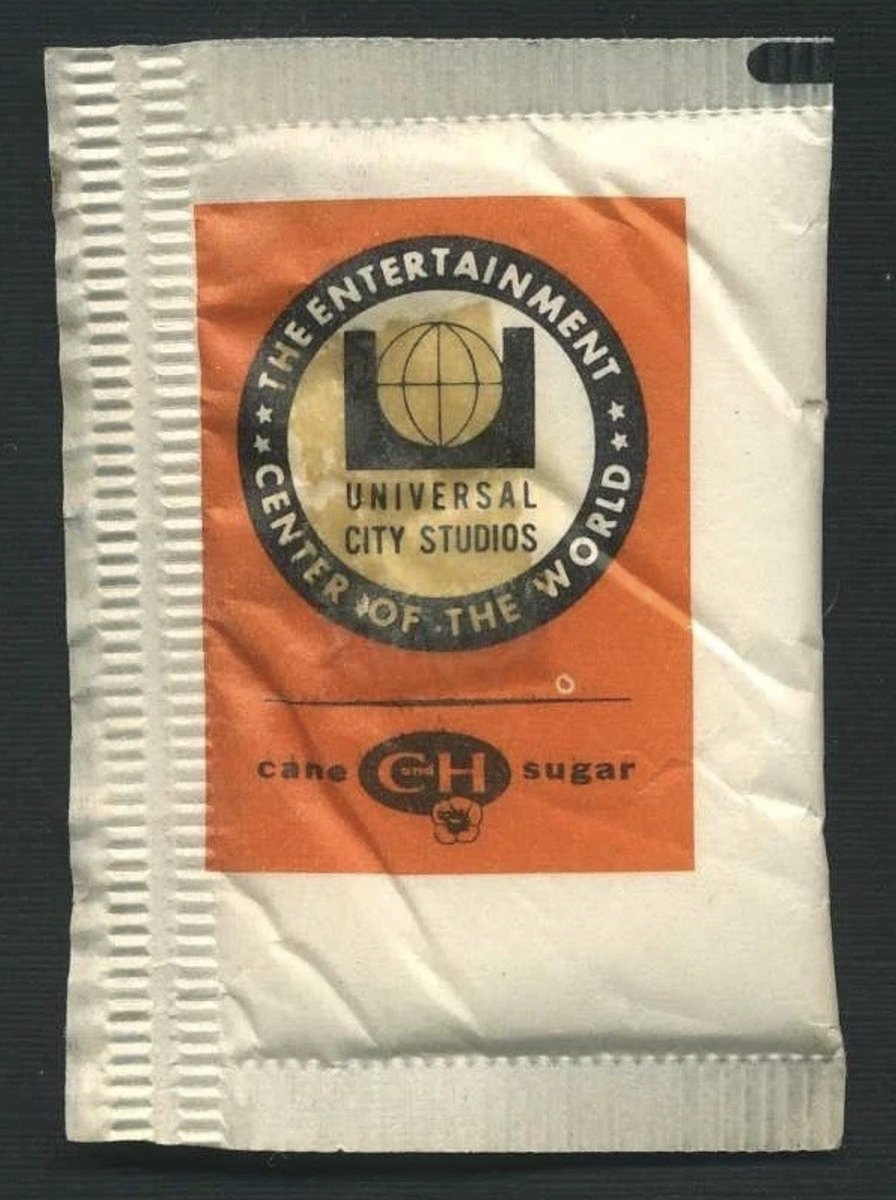 ★ THE ENTERTAINMENT ★
UNIVERSAL
CITY STUDIOS
★ CENTER OF THE WORLD ★
cane C and H sugar